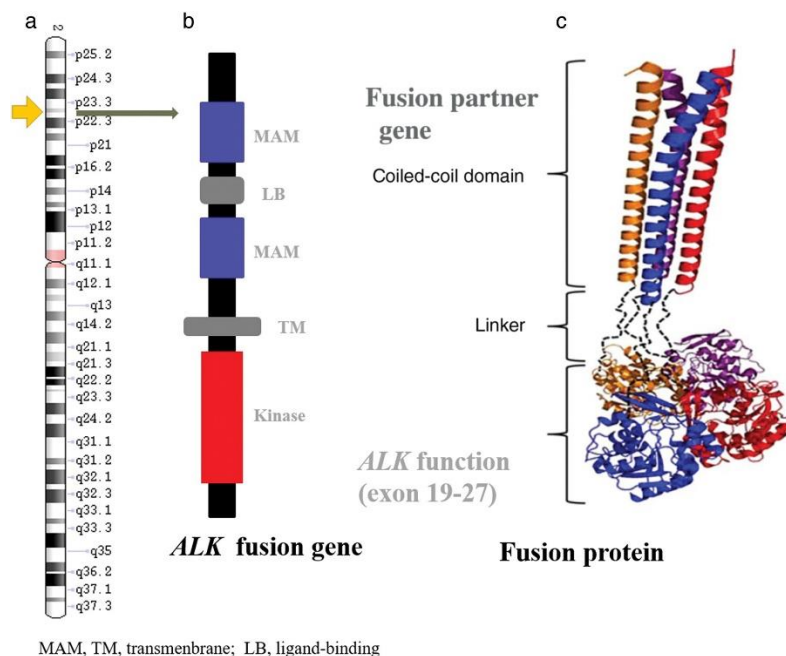 a
2
p25.2
p24.3
p23.3
p22.3
p21
p16.2
p14
p13.1
p12
p11.2
q11.1
q12.1
q13
q14.2
q21.1
q21.3
q22.2
q23.3
q24.2
q31.1
q31.2
q32.1
q32.3
q33.1
q33.3
q35
q36.2
q37.1
q37.3
b
MAM
LB
MAM
TM
Kinase
ALK fusion gene
c
Fusion partner
gene
Coiled-coil domain
Linker
ALK function
(exon 19-27)
Fusion protein
MAM, TM, transmenbrane; LB, ligand-binding